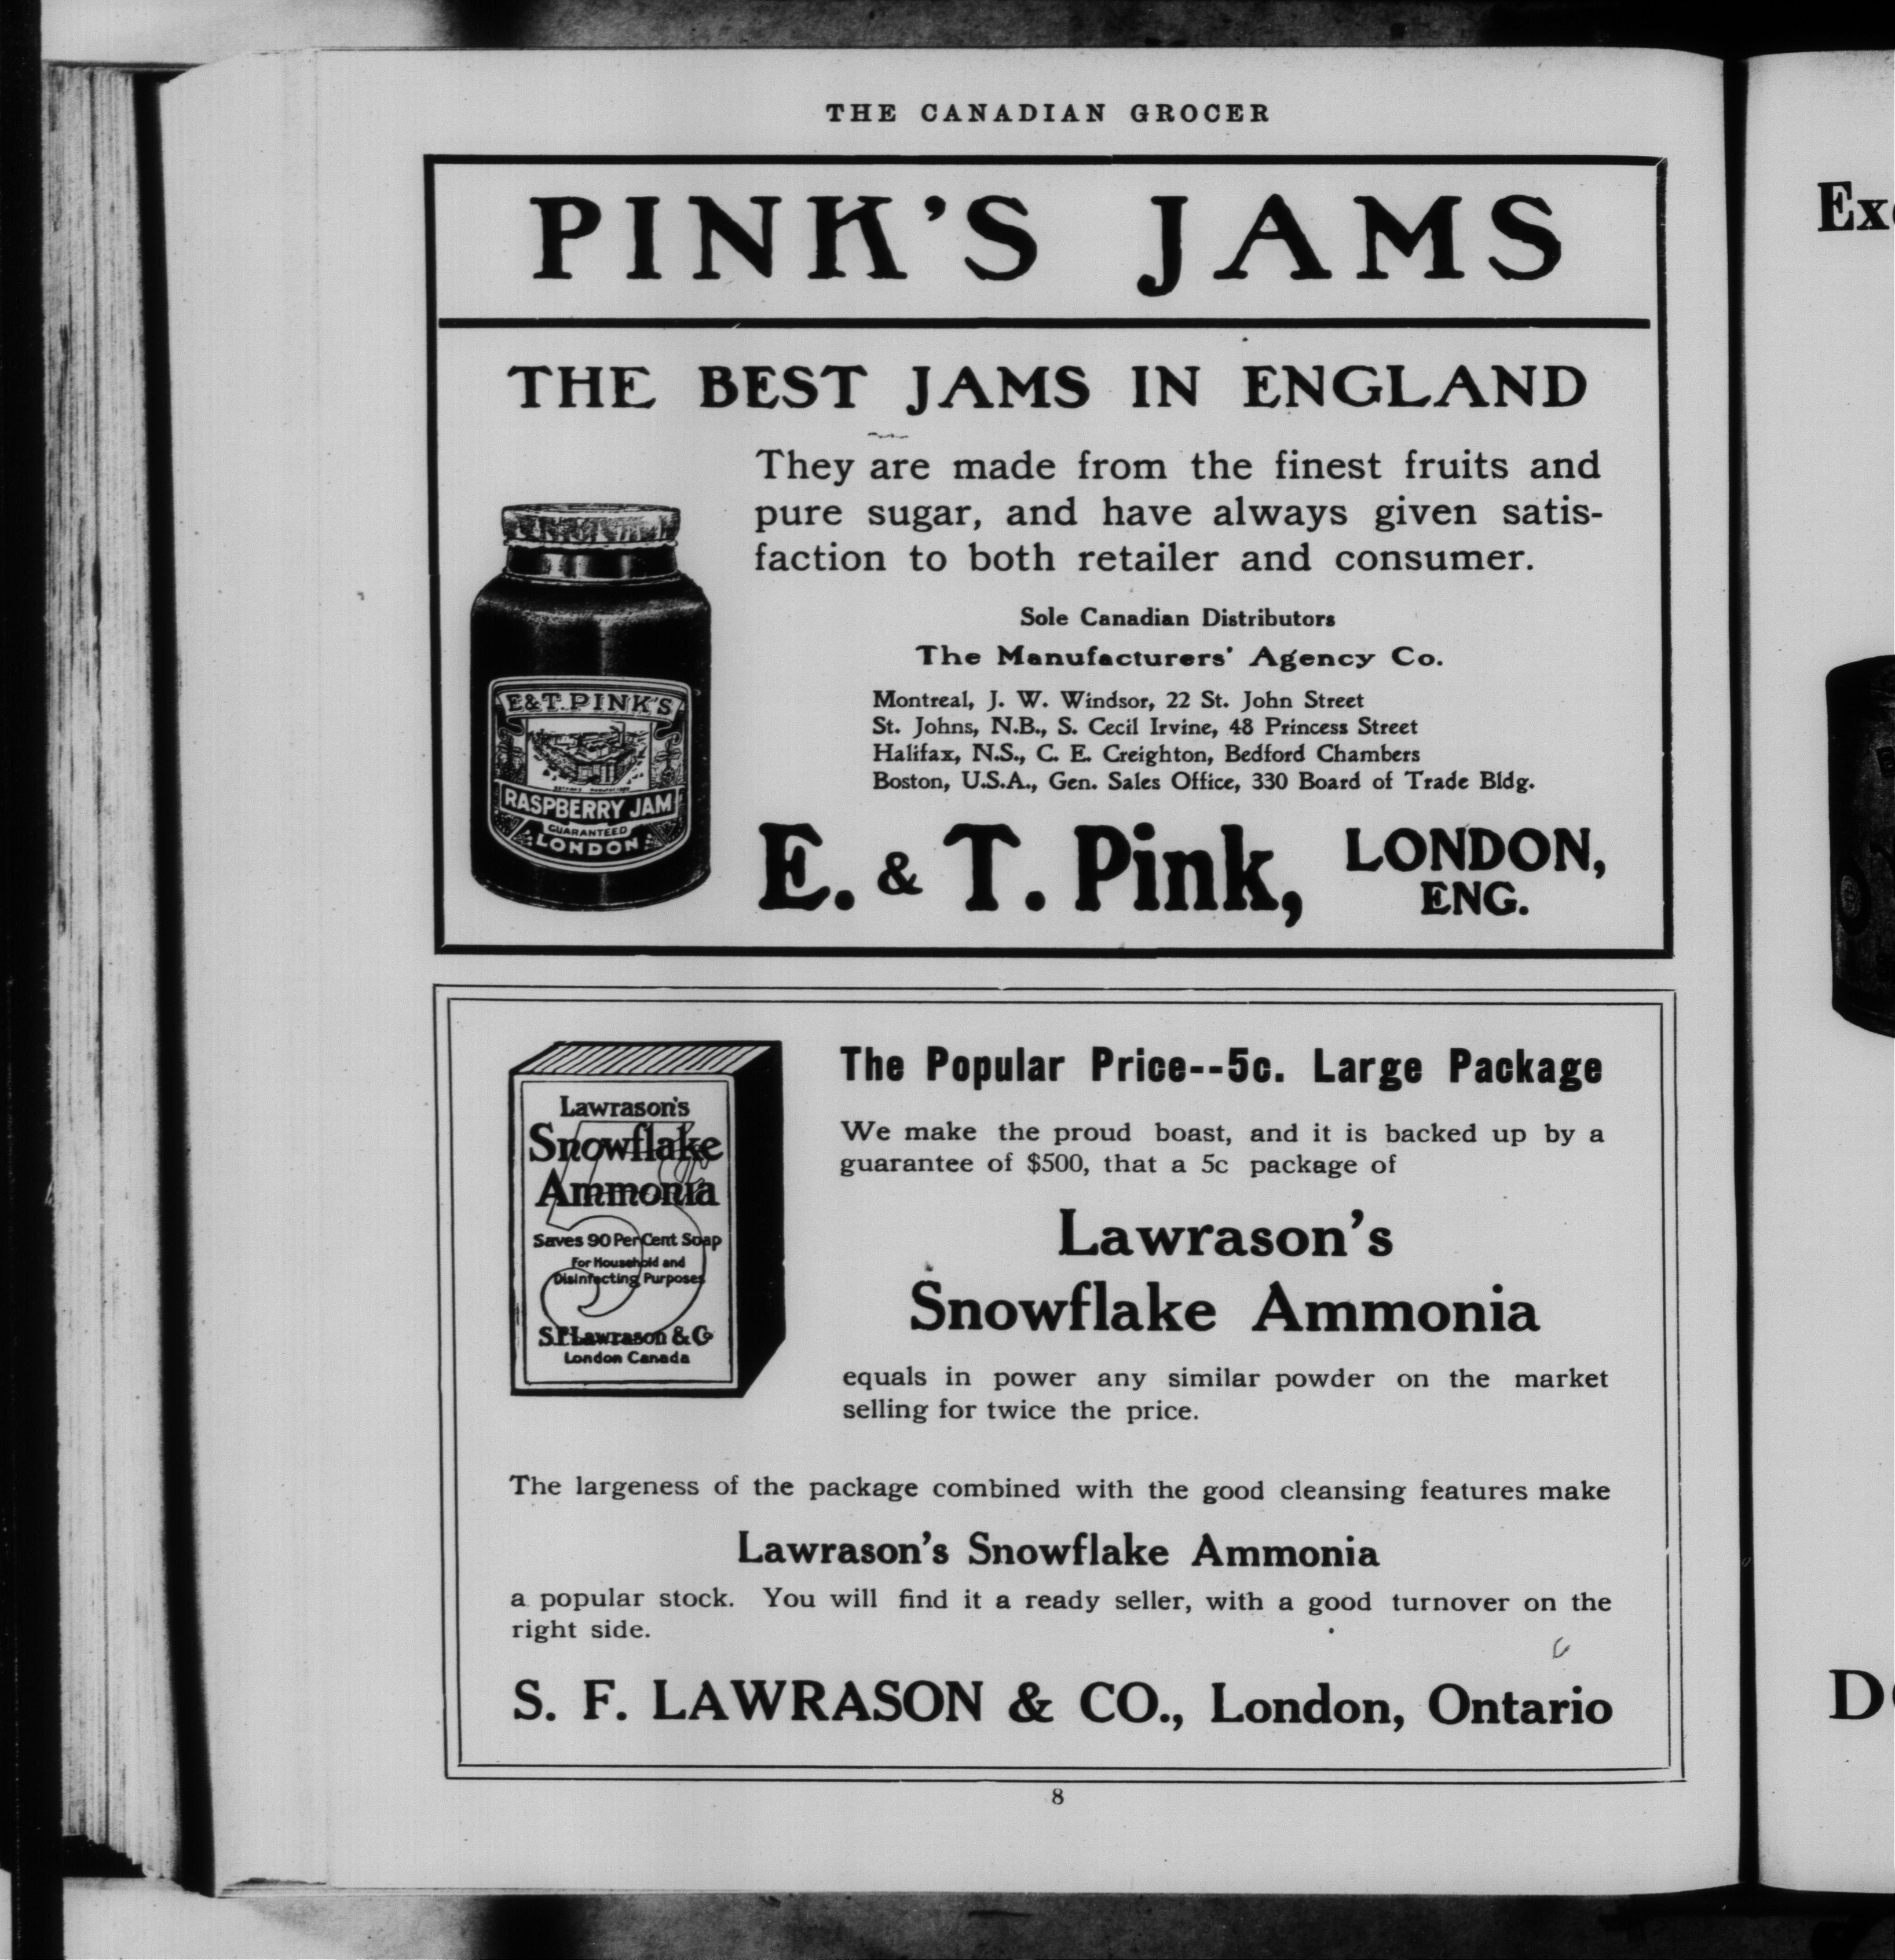 THE CANADIAN GROCER
PINK'S JAMS
THE BEST JAMS IN ENGLAND
They are made from the finest fruits and
pure sugar, and have always given satis-
faction to both retailer and consumer.
Sole Canadian Distributors
The Manufacturers' Agency Co.
Montreal, J. W. Windsor, 22 St. John Street
St. Johns, N.B., S. Cecil Irvine, 48 Princess Street
Halifax, N.S., C. E. Creighton, Bedford Chambers
Boston, U.S.A., Gen. Sales Office, 330 Board of Trade Bldg.
E & T. PINK'S
RASPBERRY JAM
GUARANTEED
LONDON
E. & T. Pink, LONDON,
ENG.
The Popular Price--5c. Large Package
We make the proud boast, and it is backed up by a
guarantee of $500, that a 5c package of
Lawrason's
Snowflake Ammonia
equals in power any similar powder on the market
selling for twice the price.
Lawrason's
Snowflake
Ammonia
5c
Saves 90 Per Cent Soap
For Household and
Disinfecting Purposes
S.F. Lawrason & Co
London Canada
The largeness of the package combined with the good cleansing features make
Lawrason's Snowflake Ammonia
a popular stock. You will find it a ready seller, with a good turnover on the
right side.
S. F. LAWRASON & CO., London, Ontario
8